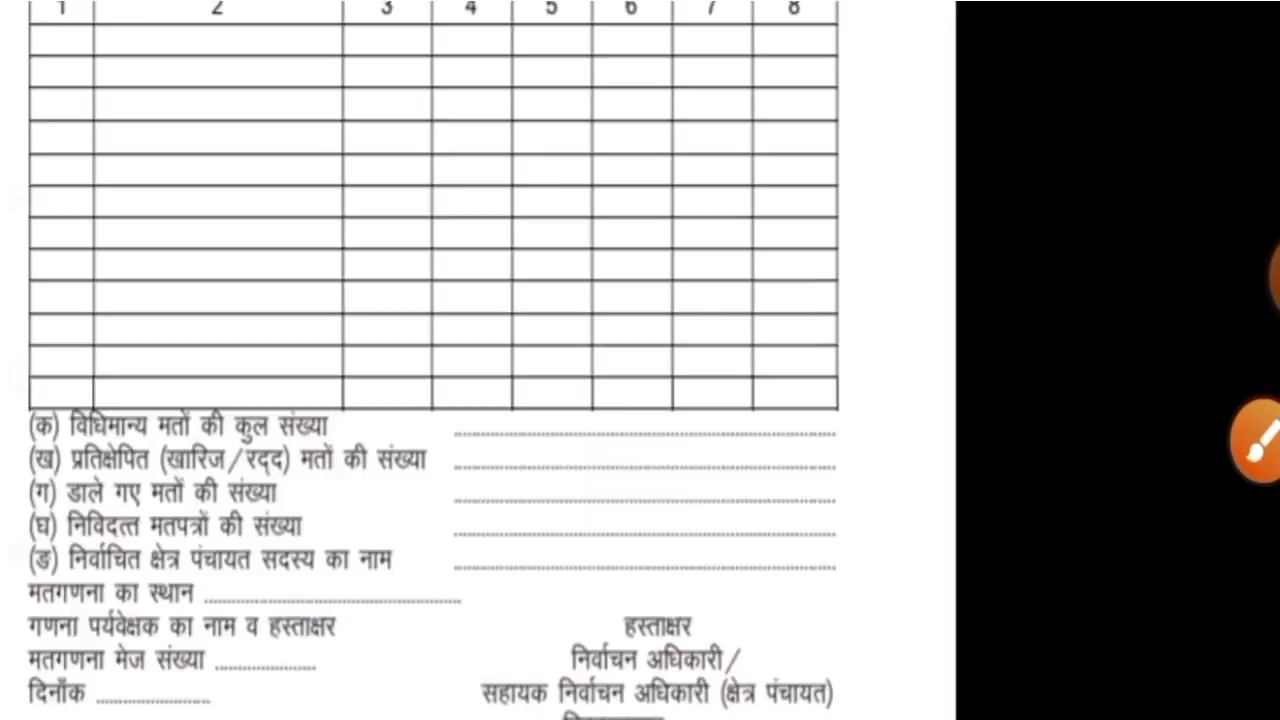 1 2 3 4 5 6 7 8
(क) विधिमान्य मतों की कुल संख्या ........................................
(ख) प्रतिक्षेपित (खारिज/रद्द) मतों की संख्या ........................................
(ग) डाले गए मतों की संख्या ........................................
(घ) निविदत्त मतपत्रों की संख्या ........................................
(ङ) निर्वाचित क्षेत्र पंचायत सदस्य का नाम ........................................
मतगणना का स्थान ........................................
गणना पर्यवेक्षक का नाम व हस्ताक्षर हस्ताक्षर
मतगणना मेज संख्या .................... निर्वाचन अधिकारी/
दिनाँक .................... सहायक निर्वाचन अधिकारी (क्षेत्र पंचायत)